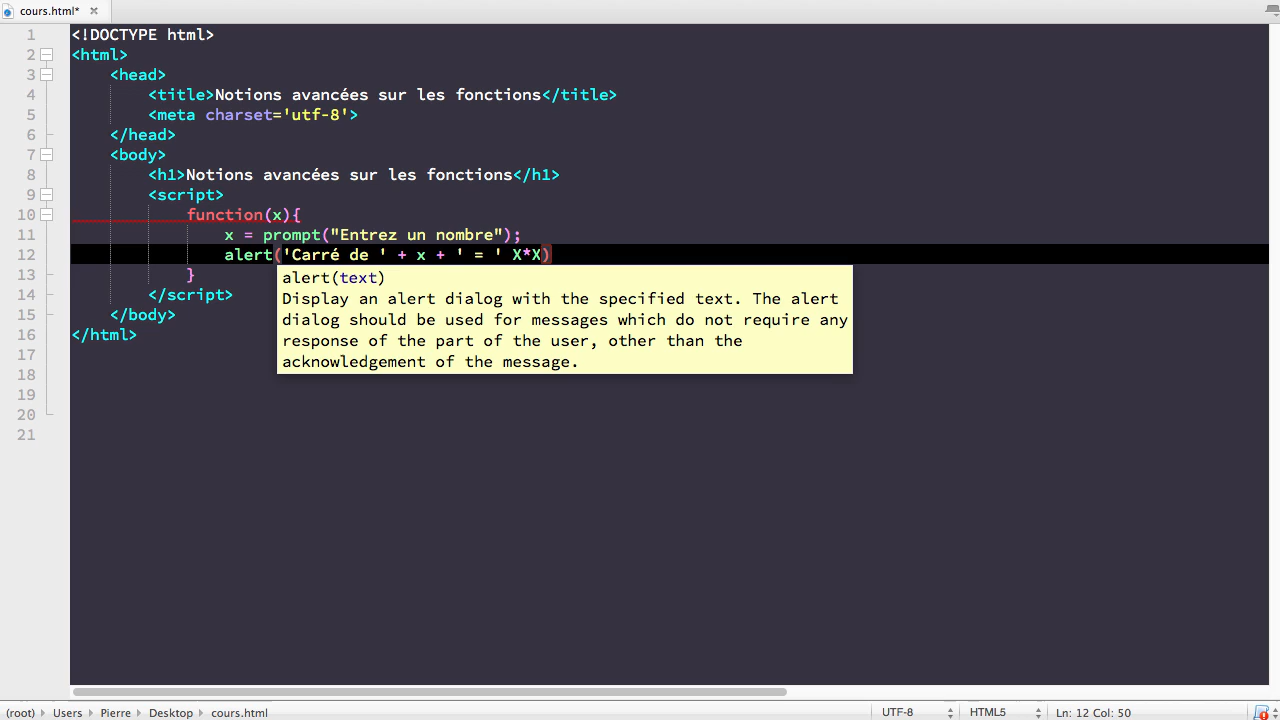 cours.html*
1 <!DOCTYPE html>
2 <html>
3 <head>
4 <title>Notions avancées sur les fonctions</title>
5 <meta charset='utf-8'>
6 </head>
7 <body>
8 <h1>Notions avancées sur les fonctions</h1>
9 <script>
10 function(x){
11 x = prompt("Entrez un nombre");
12 alert('Carré de ' + x + ' = ' X*X)
13 }
14 </script>
15 </body>
16 </html>
17
18
19
20
21
alert(text)
Display an alert dialog with the specified text. The alert
dialog should be used for messages which do not require any
response of the part of the user, other than the
acknowledgement of the message.
(root) Users Pierre Desktop cours.html UTF-8 HTML5 Ln: 12 Col: 50